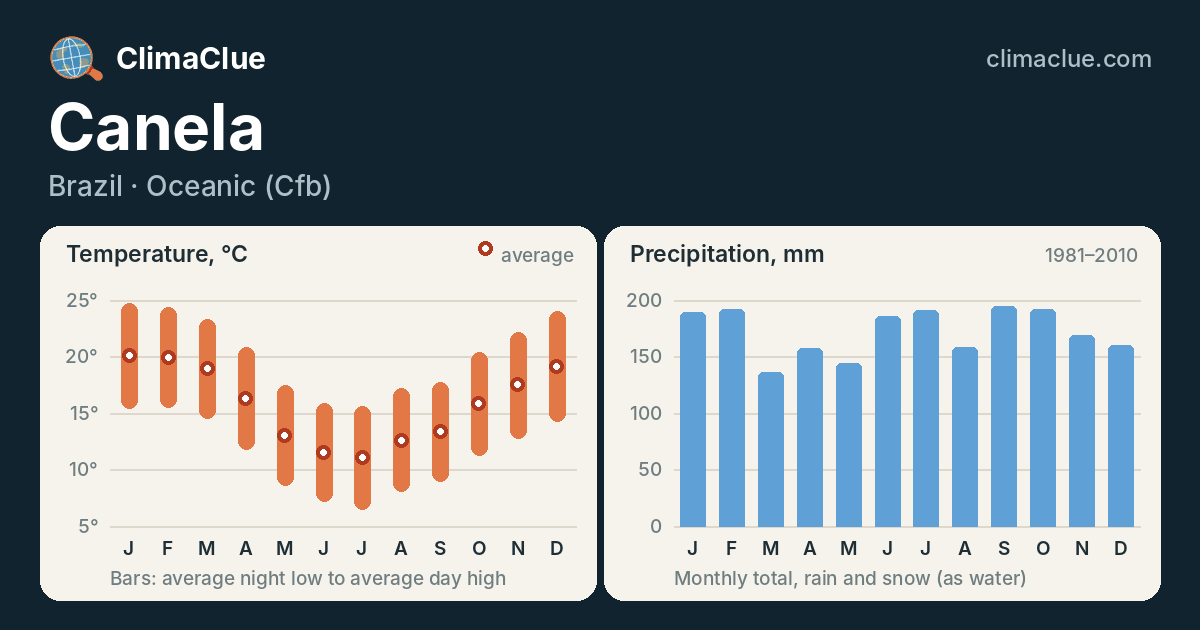 ClimaClue
climaclue.com
Canela
Brazil · Oceanic (Cfb)
Temperature, °C
average
25°
20°
15°
10°
5°
J F M A M J J A S O N D
Bars: average night low to average day high
Precipitation, mm
1981–2010
200
150
100
50
0
J F M A M J J A S O N D
Monthly total, rain and snow (as water)